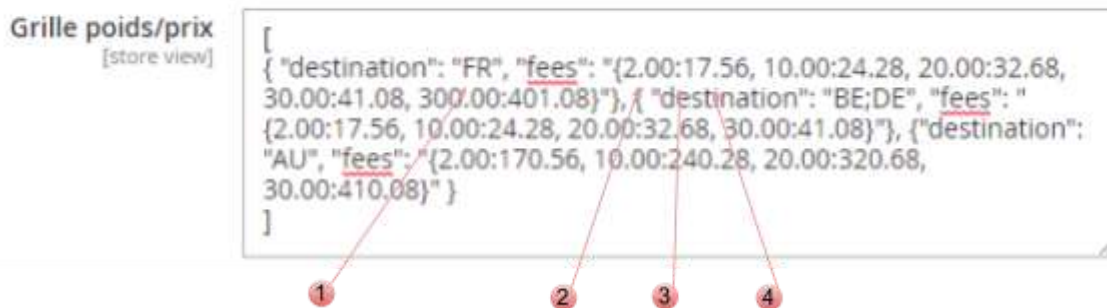 Grille poids/prix
[store view]
[
{ "destination": "FR", "fees": "{2.00:17.56, 10.00:24.28, 20.00:32.68,
30.00:41.08, 300.00:401.08}"}, { "destination": "BE;DE", "fees": "
{2.00:17.56, 10.00:24.28, 20.00:32.68, 30.00:41.08}"}, {"destination":
"AU", "fees": "{2.00:170.56, 10.00:240.28, 20.00:320.68,
30.00:410.08}" }
]
1 2 3 4